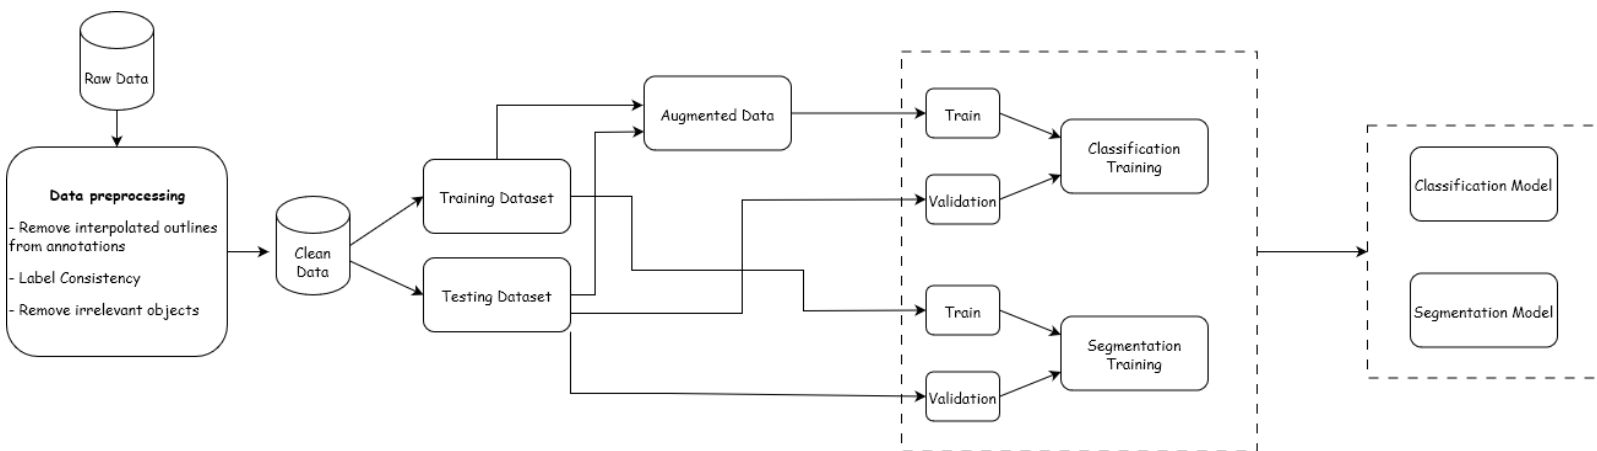 Raw Data
Data preprocessing
- Remove interpolated outlines
from annotations
- Label Consistency
- Remove irrelevant objects
Clean
Data
Training Dataset
Testing Dataset
Augmented Data
Train
Validation
Classification
Training
Train
Validation
Segmentation
Training
Classification Model
Segmentation Model